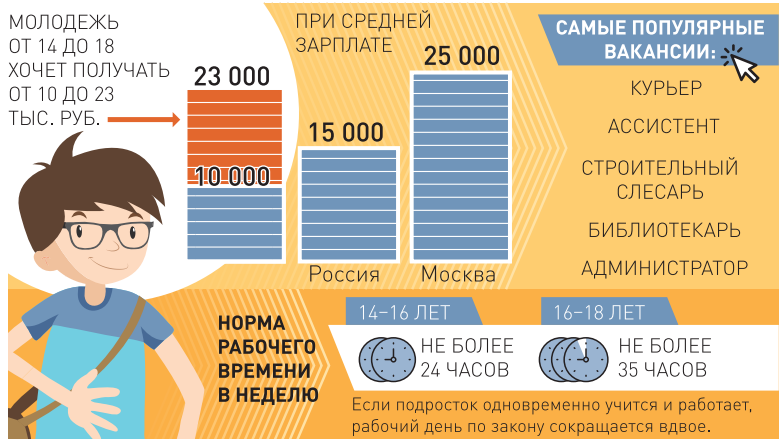 МОЛОДЕЖЬ
ОТ 14 ДО 18
ХОЧЕТ ПОЛУЧАТЬ
ОТ 10 ДО 23
ТЫС. РУБ.
23 000
10 000
ПРИ СРЕДНЕЙ
ЗАРПЛАТЕ
15 000
Россия
25 000
Москва
САМЫЕ ПОПУЛЯРНЫЕ
ВАКАНСИИ:
КУРЬЕР
АССИСТЕНТ
СТРОИТЕЛЬНЫЙ
СЛЕСАРЬ
БИБЛИОТЕКАРЬ
АДМИНИСТРАТОР
НОРМА
РАБОЧЕГО
ВРЕМЕНИ
В НЕДЕЛЮ
14–16 ЛЕТ
НЕ БОЛЕЕ
24 ЧАСОВ
16–18 ЛЕТ
НЕ БОЛЕЕ
35 ЧАСОВ
Если подросток одновременно учится и работает,
рабочий день по закону сокращается вдвое.